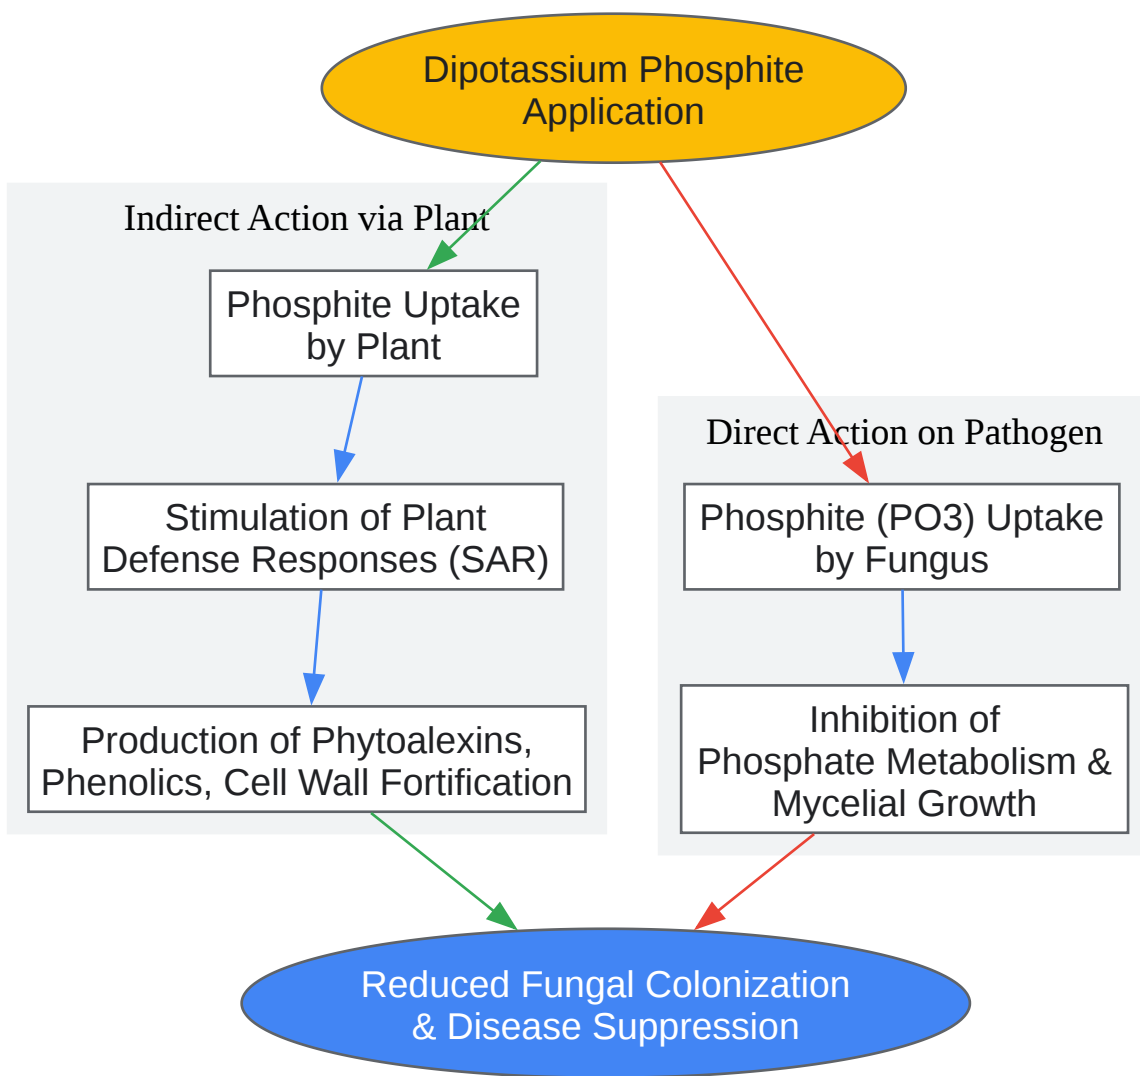 Dipotassium Phosphite
Application
Indirect Action via Plant
Phosphite Uptake
by Plant
Stimulation of Plant
Defense Responses (SAR)
Production of Phytoalexins,
Phenolics, Cell Wall Fortification
Direct Action on Pathogen
Phosphite (PO3) Uptake
by Fungus
Inhibition of
Phosphate Metabolism &
Mycelial Growth
Reduced Fungal Colonization
& Disease Suppression